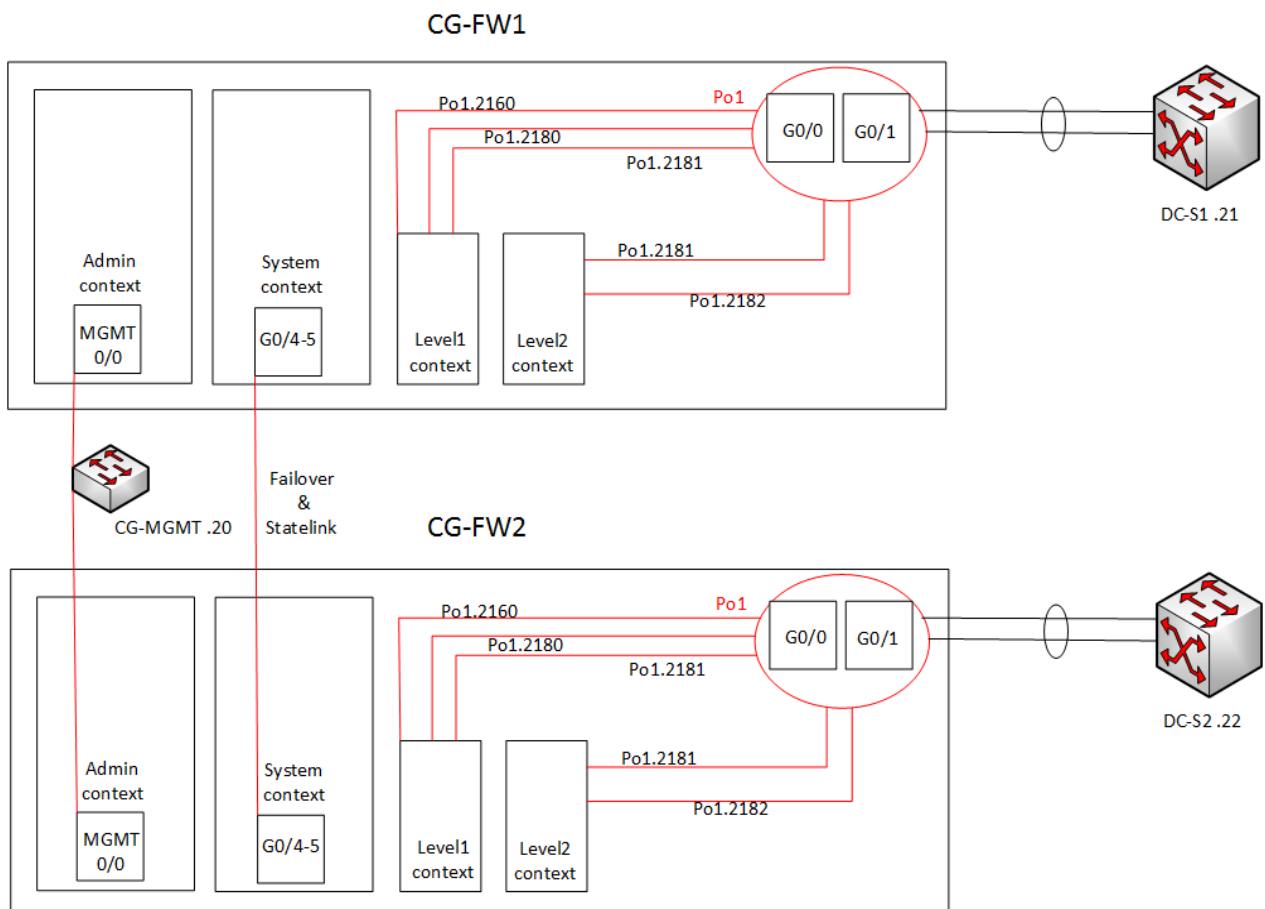 CG-FW1
Po1.2160
Po1
Po1.2180
G0/0
G0/1
Po1.2181
DC-S1 .21
Po1.2181
Admin
context
System
context
Po1.2182
MGMT
0/0
G0/4-5
Level1
context
Level2
context
CG-MGMT .20
Failover
&
Statelink
CG-FW2
Po1.2160
Po1
Po1.2180
G0/0
G0/1
Po1.2181
DC-S2 .22
Po1.2181
Admin
context
System
context
Po1.2182
MGMT
0/0
G0/4-5
Level1
context
Level2
context